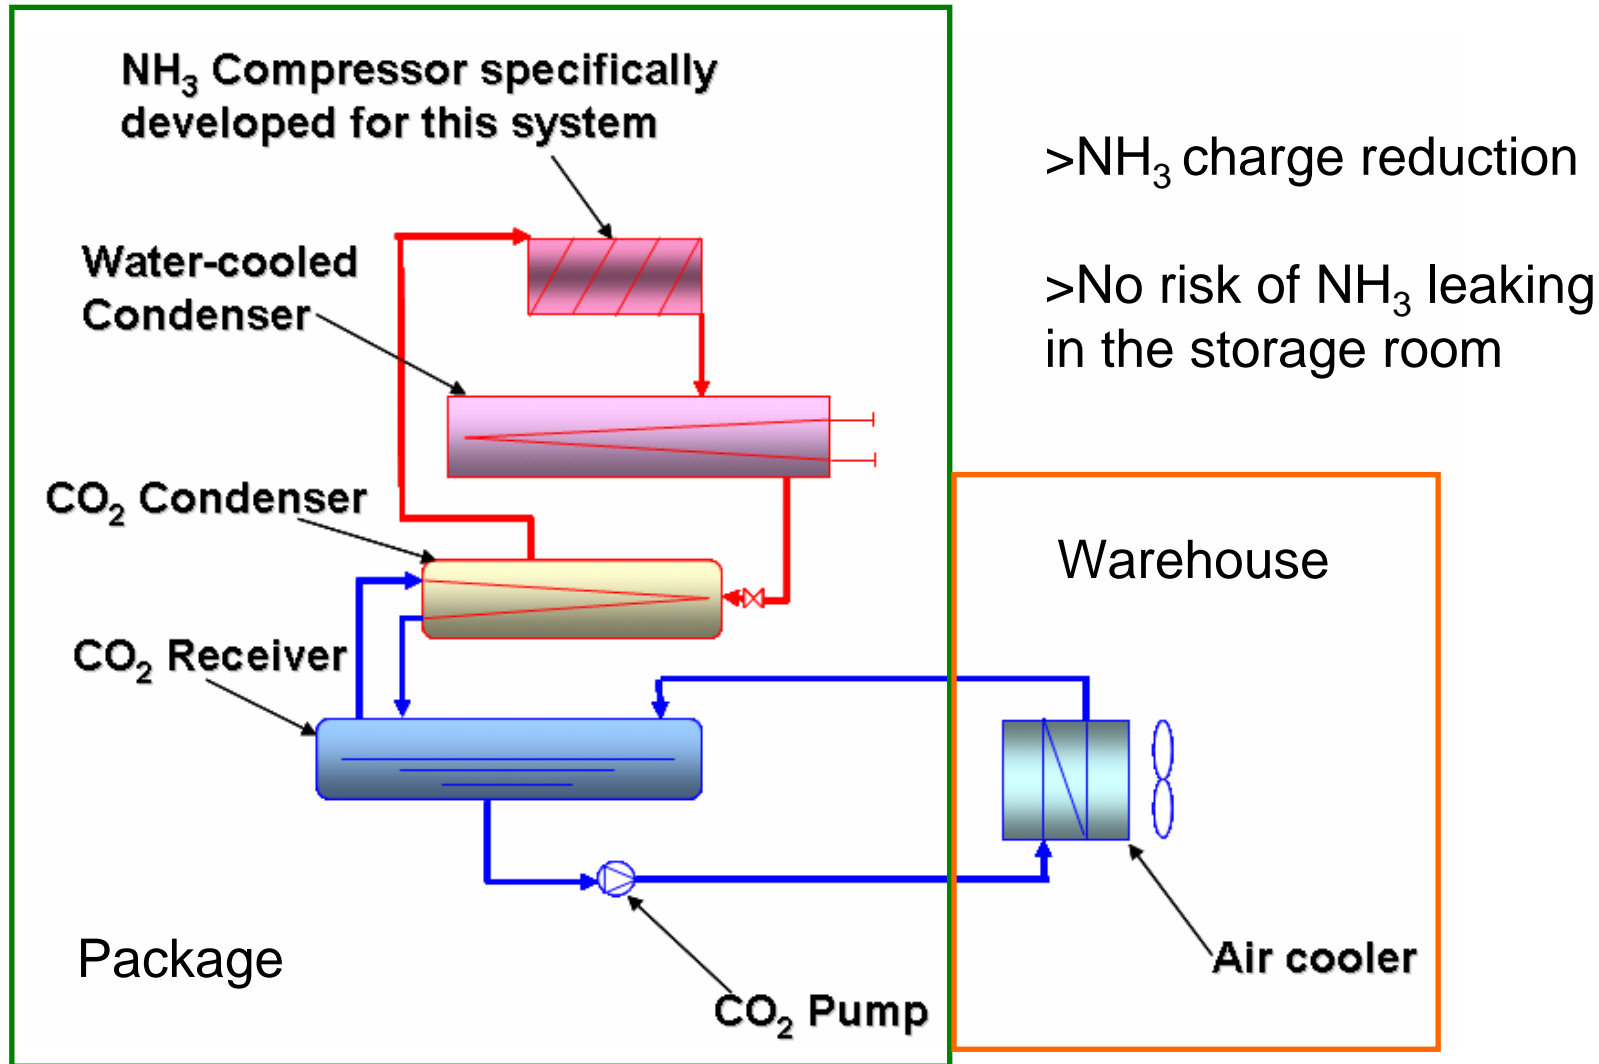 NH₃ Compressor specifically
developed for this system
>NH₃ charge reduction
>No risk of NH₃ leaking
in the storage room
Water-cooled
Condenser
CO₂ Condenser
Warehouse
CO₂ Receiver
Package
Air cooler
CO₂ Pump